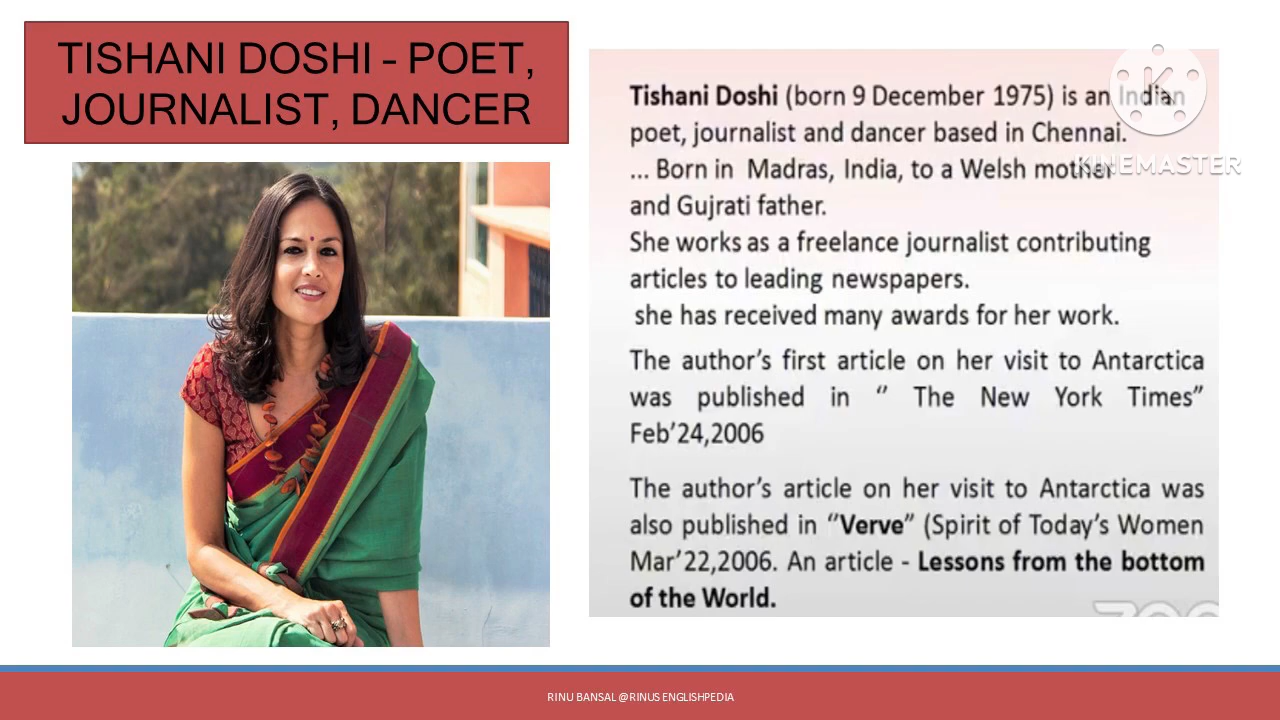 TISHANI DOSHI - POET,
JOURNALIST, DANCER
Tishani Doshi (born 9 December 1975) is an Indian
poet, journalist and dancer based in Chennai.
... Born in Madras, India, to a Welsh mother
and Gujrati father.
She works as a freelance journalist contributing
articles to leading newspapers.
she has received many awards for her work.
The author's first article on her visit to Antarctica
was published in " The New York Times"
Feb'24,2006
The author's article on her visit to Antarctica was
also published in "Verve" (Spirit of Today's Women
Mar'22,2006. An article - Lessons from the bottom
of the World.
K
KINEMASTER
RINU BANSAL @RINUS ENGLISHPEDIA